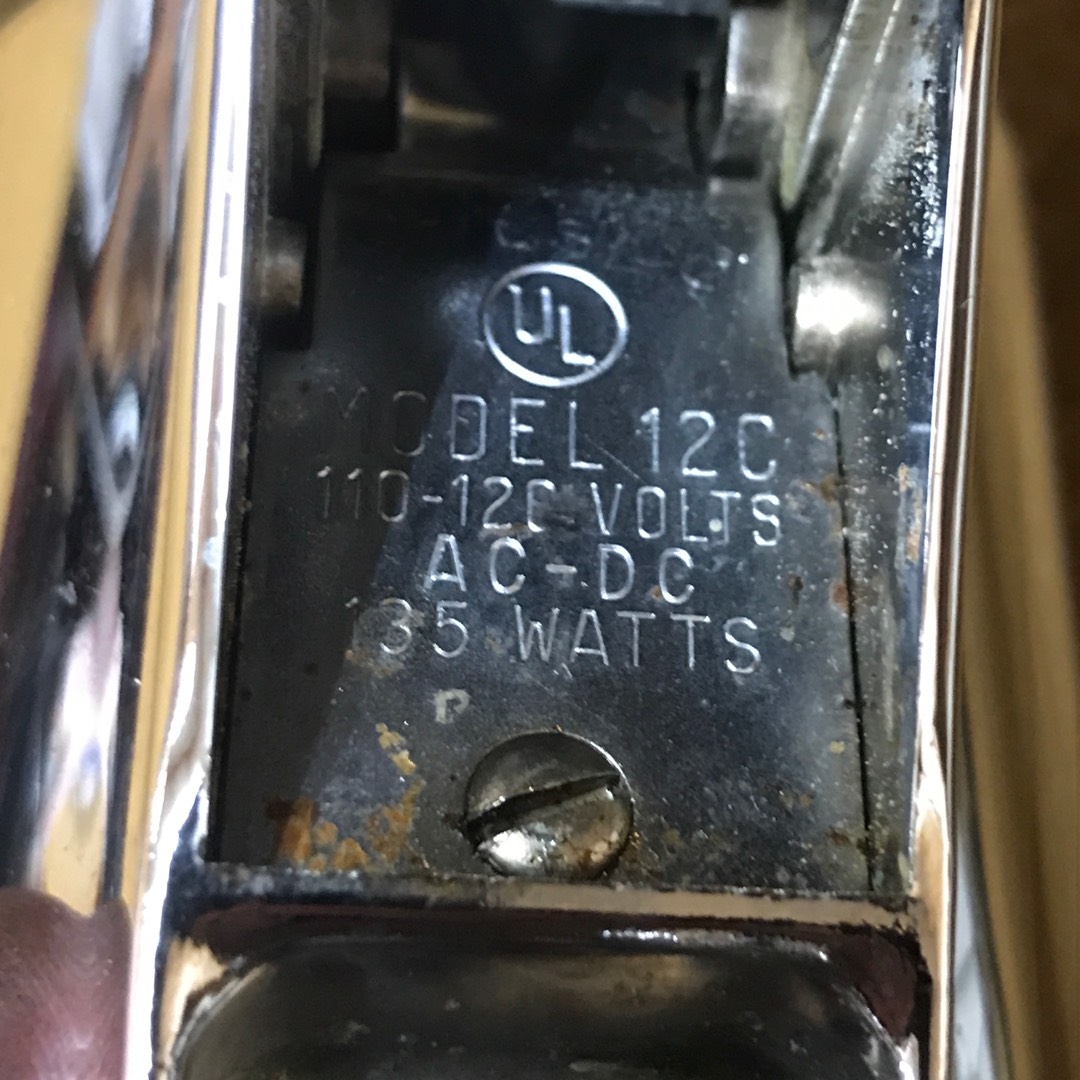 UL
MODEL 12C
110-120 VOLTS
AC-DC
135 WATTS
P